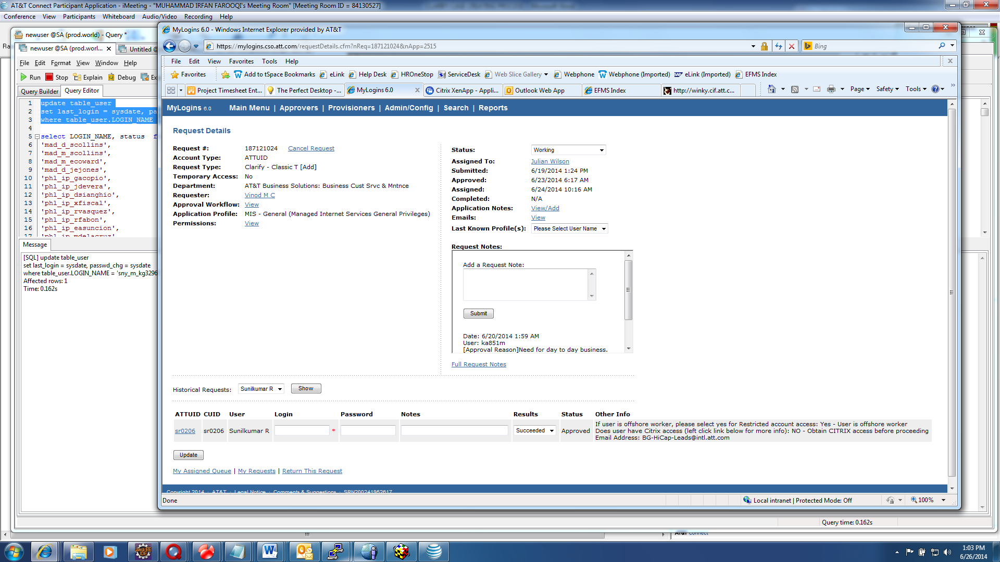 AT&T Connect Participant Application - iMeeting - "MUHAMMAD IRFAN FAROOQI's Meeting Room" [Meeting Room ID = 84130527]
Conference View Participants Whiteboard Audio/Video Recording Help
newuser @SA (prod.world) - Query *
newuser @SA (prod.worl... Untitled @
File Edit Format View Window Help
Run Stop Explain Debug Ex
Query Builder Query Editor
1 update table_user
2 set last_login = sysdate, pa
3 where table_user.LOGIN_NAME
4
5 select LOGIN_NAME, status f
6 'mad_d_scollins',
7 'mad_m_scollins',
8 'mad_m_ecoward',
9 'mad_d_jejones',
10 'phl_ip_gacopio',
11 'phl_ip_jdevera',
12 'phl_ip_dsianghio',
13 'phl_ip_xfiscal',
14 'phl_ip_rvasquez',
15 'phl_ip_rfabon',
16 'phl_ip_easuncion',
17 'phl_ip_mdelacruz'
Message
[SQL] update table_user
set last_login = sysdate, passwd_chg = sysdate
where table_user.LOGIN_NAME = 'sny_m_kg3296
Affected rows: 1
Time: 0.162s
MyLogins 6.0 - Windows Internet Explorer provided by AT&T
https://mylogins.cso.att.com/requestDetails.cfm?nReq=187121024&nApp=2515
Bing
File Edit View Favorites Tools Help
Favorites Add to tSpace Bookmarks eLink Help Desk HROneStop ServiceDesk Web Slice Gallery Webphone Webphone (Imported) eLink (Imported) EFMS Index
Project Timesheet Ent... The Perfect Desktop -... MyLogins 6.0 Citrix XenApp - Appli... Outlook Web App EFMS Index http://winky.cif.att.c...
Page Safety Tools
MyLogins 6.0 Main Menu | Approvers | Provisioners | Admin/Config | Search | Reports
Request Details
Request #: 187121024 Cancel Request
Account Type: ATTUID
Request Type: Clarify - Classic T [Add]
Temporary Access: No
Department: AT&T Business Solutions: Business Cust Srvc & Mntnce
Requester: Vinod M C
Approval Workflow: View
Application Profile: MIS - General (Managed Internet Services General Privileges)
Permissions: View
Status: Working
Assigned To: Julian Wilson
Submitted: 6/19/2014 1:24 PM
Approved: 6/23/2014 6:17 AM
Assigned: 6/24/2014 10:16 AM
Completed: N/A
Application Notes: View/Add
Emails: View
Last Known Profile(s): Please Select User Name
Request Notes:
Add a Request Note:
Submit
Date: 6/20/2014 1:59 AM
User: ka851m
[Approval Reason]Need for day to day business.
Full Request Notes
Historical Requests: Sunilkumar R Show
ATTUID CUID User Login Password Notes Results Status Other Info
sr0206 sr0206 Sunilkumar R * Succeeded Approved
If user is offshore worker, please select yes for Restricted account access: Yes - User is offshore worker
Does user have Citrix access (left click link below for more info): NO - Obtain CITRIX access before proceeding
Email Address: BG-HiCap-Leads@intl.att.com
Update
My Assigned Queue | My Requests | Return This Request
Copyright 2014 · AT&T · Legal Notice · Comments & Suggestions · SRN200241952617
Done Local intranet | Protected Mode: Off 100%
Query time: 0.162s
AT&T Connect
Java EE
IDE
1:03 PM
6/26/2014